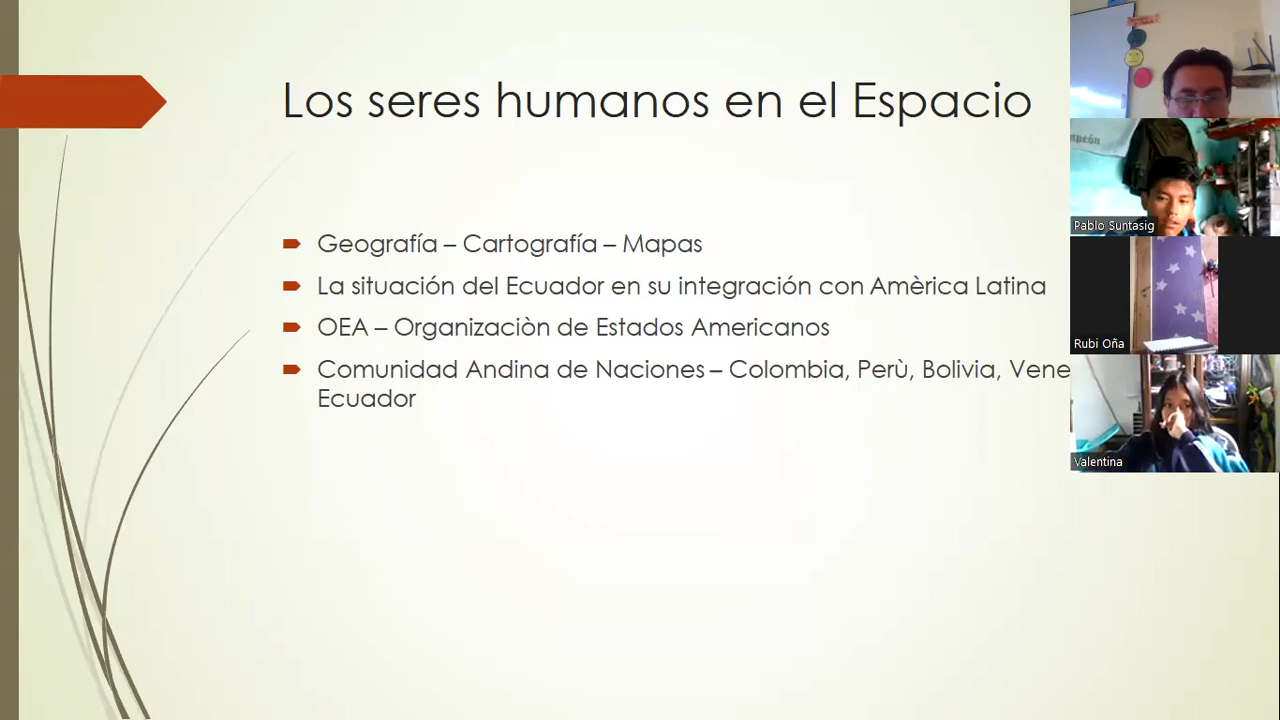 Los seres humanos en el Espacio
Geografía – Cartografía – Mapas
La situación del Ecuador en su integración con Amèrica Latina
OEA – Organizaciòn de Estados Americanos
Comunidad Andina de Naciones – Colombia, Perù, Bolivia, Vene
Ecuador
Pablo Suntasig
Rubi Oña
Valentina